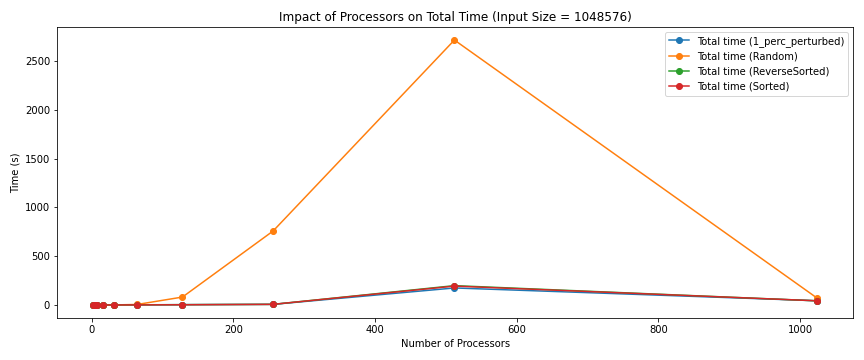 Impact of Processors on Total Time (Input Size = 1048576)
Total time (1_perc_perturbed)
Total time (Random)
Total time (ReverseSorted)
Total time (Sorted)
Time (s)
2500
2000
1500
1000
500
0
0
200
400
600
800
1000
Number of Processors